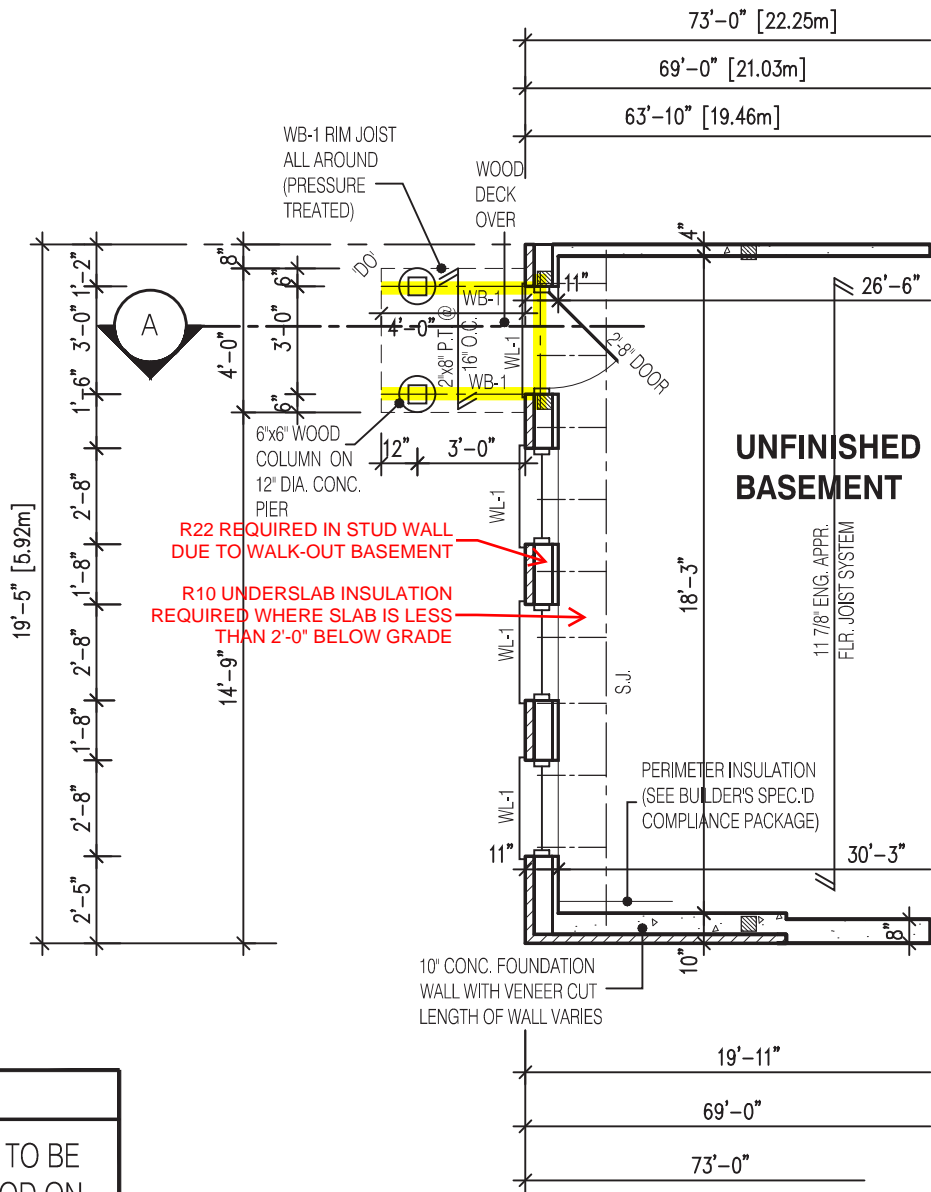 73'-0" [22.25m]
69'-0" [21.03m]
63'-10" [19.46m]
WB-1 RIM JOIST
ALL AROUND
(PRESSURE
TREATED)
WOOD
DECK
OVER
4"
8"
1'-2"
6"
'DO'
WB-1
11"
26'-6"
A
3'-0"
4'-0"
3'-0"
4'-0"
2"x8" P.T. @
16" O.C.
WL-1
2'-8" DOOR
1'-6"
6"
WB-1
6"x6" WOOD
COLUMN ON
12" DIA. CONC.
PIER
12"
3'-0"
UNFINISHED
BASEMENT
2'-8"
WL-1
R22 REQUIRED IN STUD WALL
DUE TO WALK-OUT BASEMENT
19'-5" [5.92m]
1'-8"
R10 UNDERSLAB INSULATION
REQUIRED WHERE SLAB IS LESS
THAN 2'-0" BELOW GRADE
18'-3"
11 7/8" ENG. APPR.
FLR. JOIST SYSTEM
2'-8"
WL-1
14'-9"
S.J.
1'-8"
PERIMETER INSULATION
(SEE BUILDER'S SPEC.'D
COMPLIANCE PACKAGE)
2'-8"
WL-1
11"
30'-3"
2'-5"
8"
10"
10" CONC. FOUNDATION
WALL WITH VENEER CUT
LENGTH OF WALL VARIES
19'-11"
69'-0"
73'-0"
TO BE
OD ON